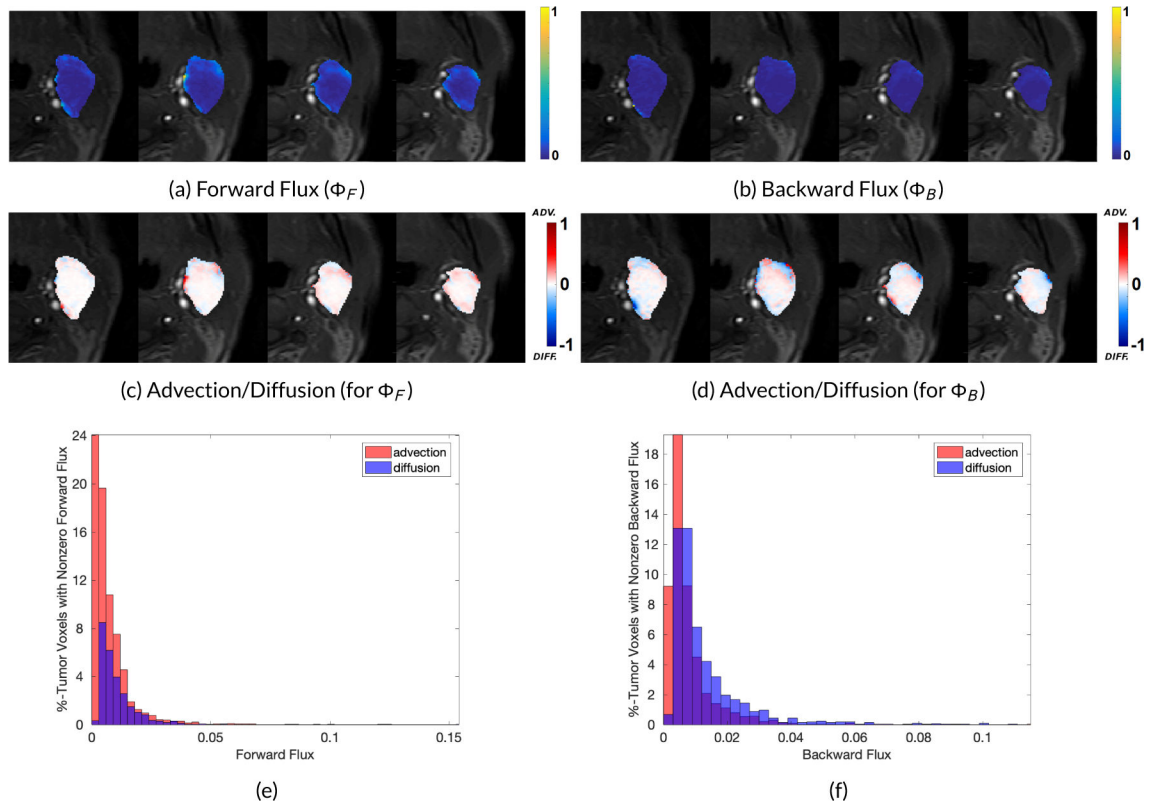 1
0
1
0
(a) Forward Flux (Φ_F)
(b) Backward Flux (Φ_B)
ADV.
1
0
-1
DIFF.
ADV.
1
0
-1
DIFF.
(c) Advection/Diffusion (for Φ_F)
(d) Advection/Diffusion (for Φ_B)
%-Tumor Voxels with Nonzero Forward Flux
24
20
16
12
8
4
0
advection
diffusion
0 0.05 0.1 0.15
Forward Flux
(e)
%-Tumor Voxels with Nonzero Backward Flux
18
16
14
12
10
8
6
4
2
0
advection
diffusion
0 0.02 0.04 0.06 0.08 0.1
Backward Flux
(f)